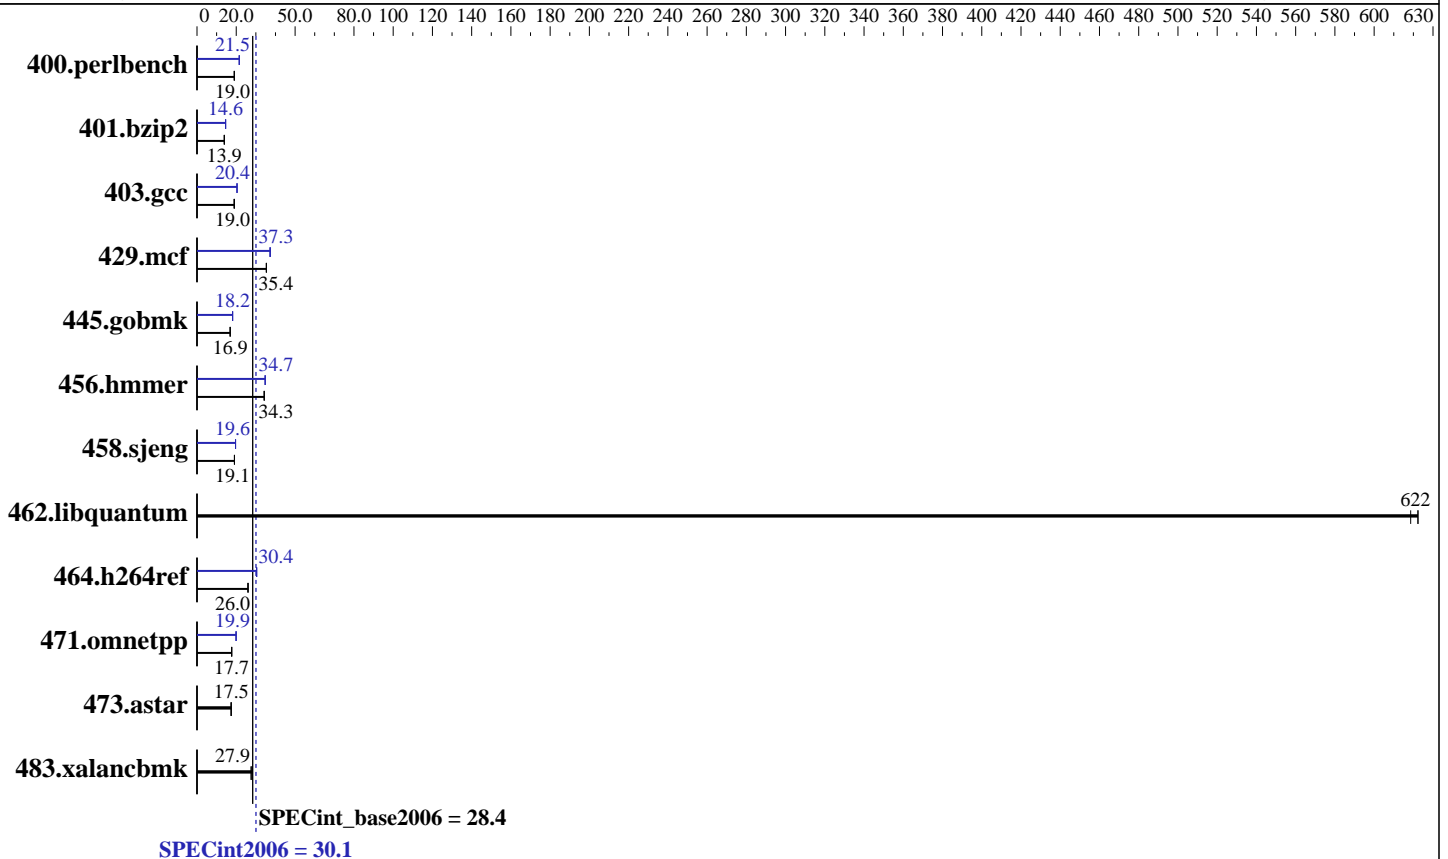 0 20.0 50.0 80.0 100 120 140 160 180 200 220 240 260 280 300 320 340 360 380 400 420 440 460 480 500 520 540 560 580 600 630
21.5
400.perlbench
19.0
14.6
401.bzip2
13.9
20.4
403.gcc
19.0
37.3
429.mcf
35.4
18.2
445.gobmk
16.9
34.7
456.hmmer
34.3
19.6
458.sjeng
19.1
622
462.libquantum
30.4
464.h264ref
26.0
19.9
471.omnetpp
17.7
17.5
473.astar
27.9
483.xalancbmk
SPECint_base2006 = 28.4
SPECint2006 = 30.1